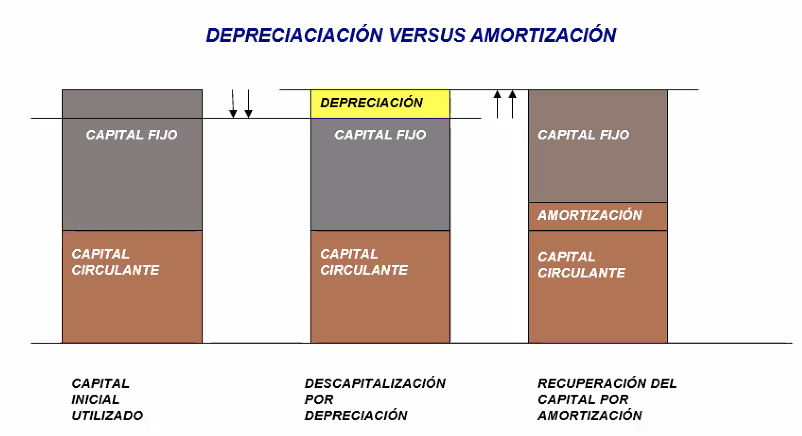 DEPRECIACIACIÓN VERSUS AMORTIZACIÓN
CAPITAL FIJO
CAPITAL
CIRCULANTE
DEPRECIACIÓN
CAPITAL FIJO
CAPITAL
CIRCULANTE
CAPITAL FIJO
AMORTIZACIÓN
CAPITAL
CIRCULANTE
CAPITAL
INICIAL
UTILIZADO
DESCAPITALIZACIÓN
POR
DEPRECIACIÓN
RECUPERACIÓN DEL
CAPITAL POR
AMORTIZACIÓN